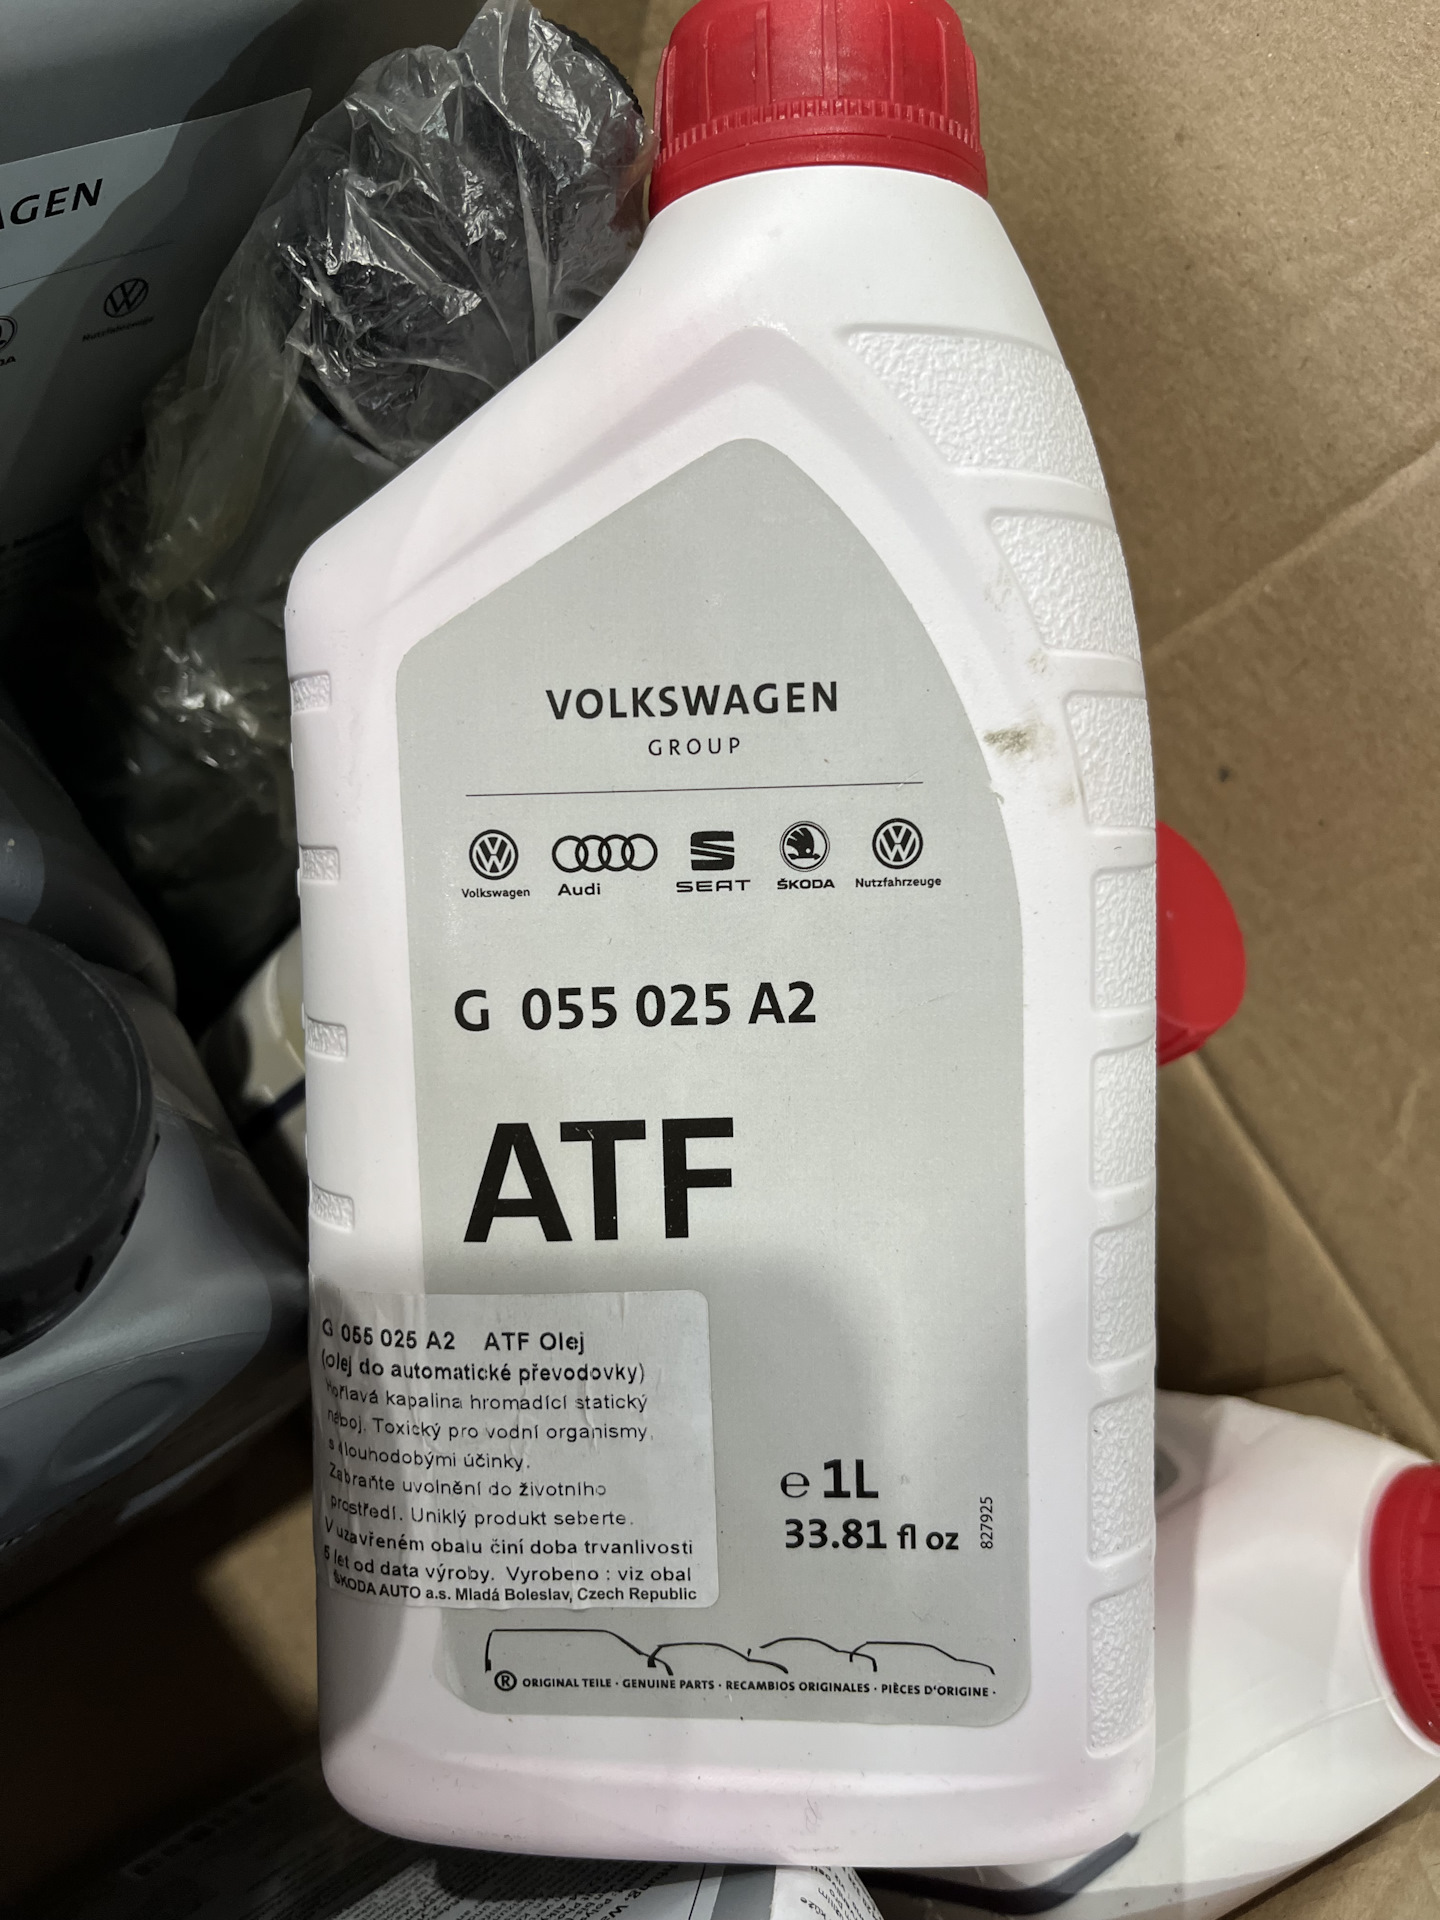 VOLKSWAGEN
GROUP
Volkswagen
Audi
SEAT
ŠKODA
Nutzfahrzeuge
G 055 025 A2
ATF
G 055 025 A2 ATF Olej
(olej do automatické převodovky)
Hořlavá kapalina hromadící statický
náboj. Toxický pro vodní organismy,
s dlouhodobými účinky.
Zabraňte uvolnění do životního
prostředí. Uniklý produkt seberte.
V uzavřeném obalu činí doba trvanlivosti
5 let od data výroby. Vyrobeno : viz obal
ŠKODA AUTO a.s. Mladá Boleslav, Czech Republic
e 1L
33.81 fl oz
827925
® ORIGINAL TEILE · GENUINE PARTS · RECAMBIOS ORIGINALES · PIÈCES D'ORIGINE ·
AGEN
Nutzfahrzeuge